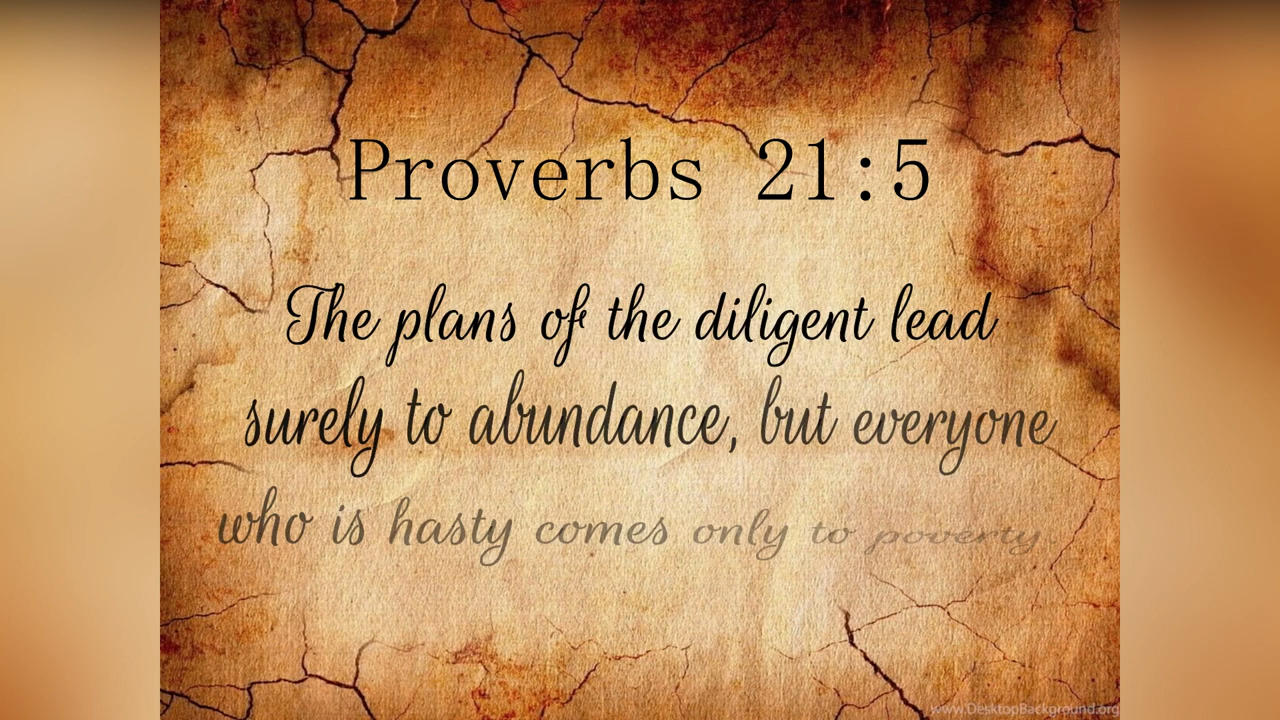 Proverbs 21:5
The plans of the diligent lead
surely to abundance, but everyone
who is hasty comes only to poverty.
www.DesktopBackground.org